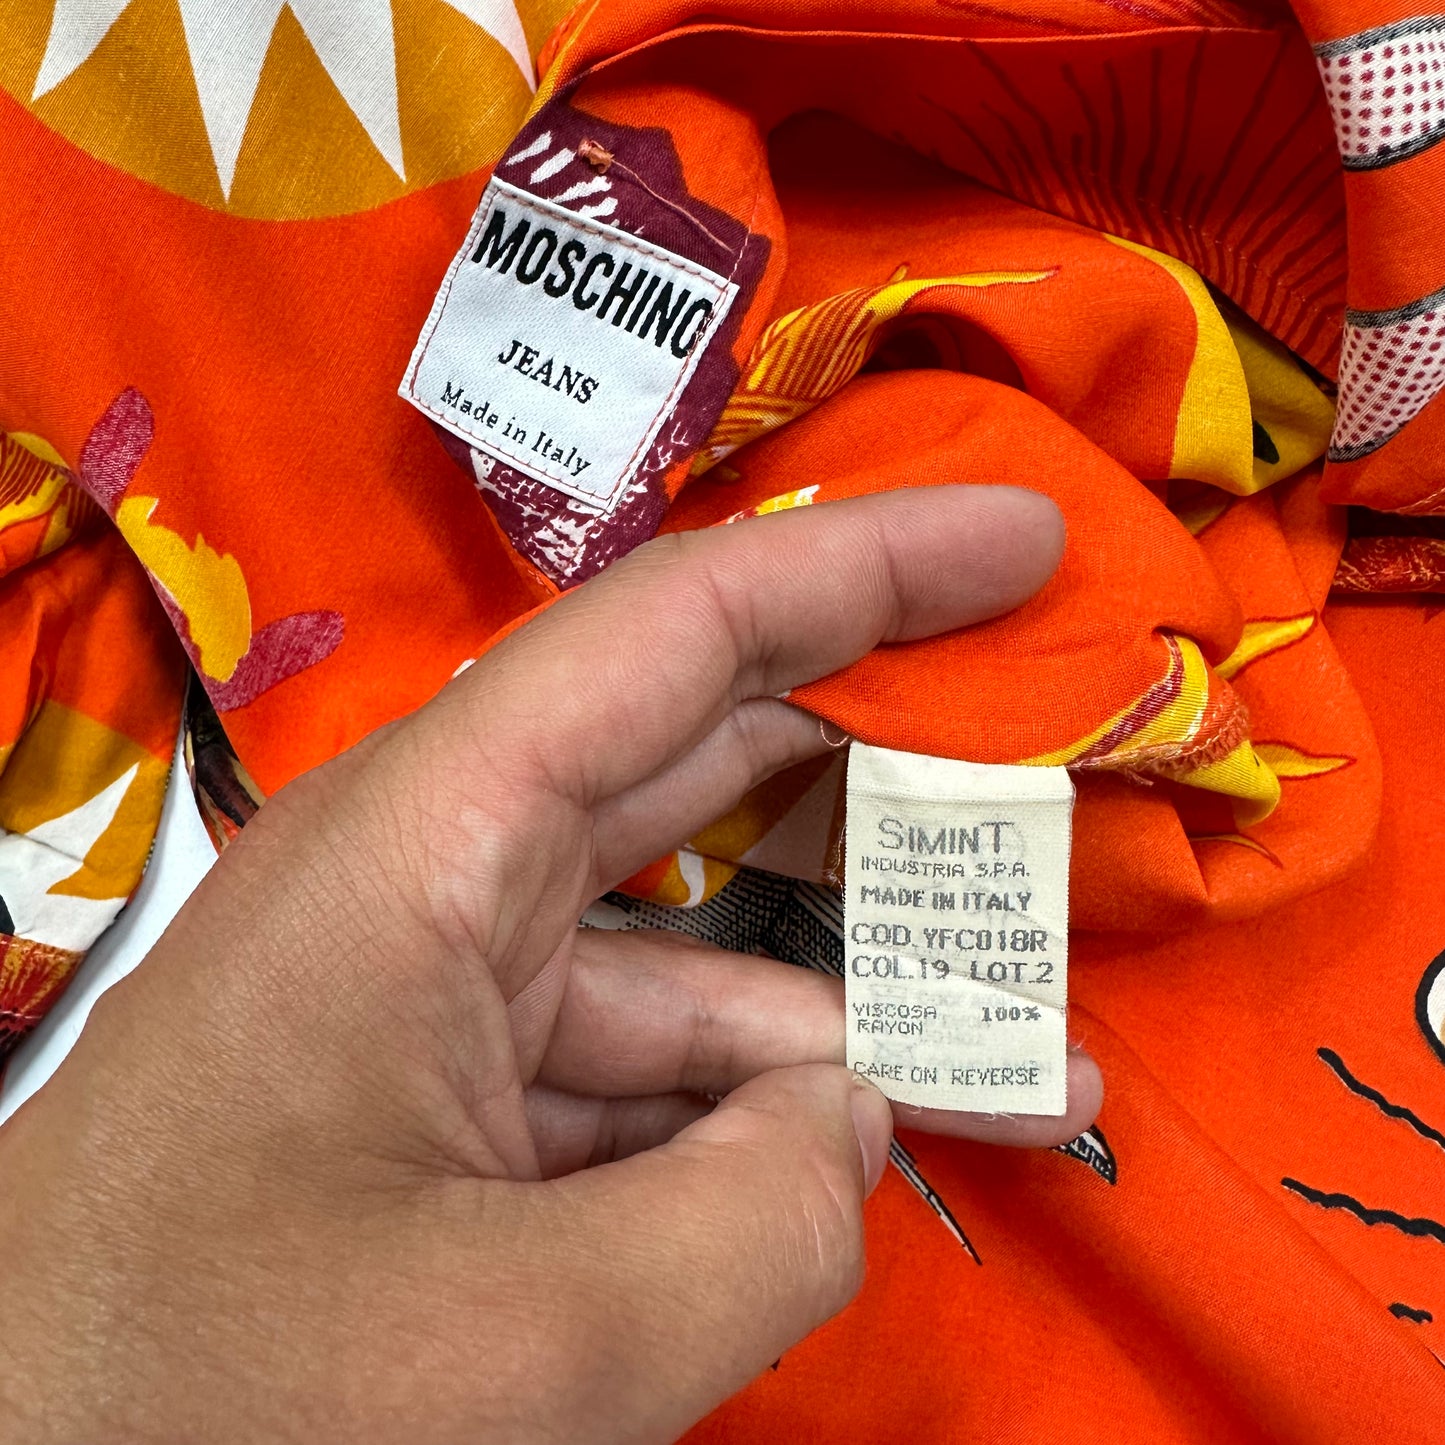 MOSCHINO
JEANS
Made in Italy
SIMINT
INDUSTRIA S.P.A.
MADE IN ITALY
COD. YFC018R
COL.19 LOT.2
VISCOSA 100%
RAYON
CARE ON REVERSE